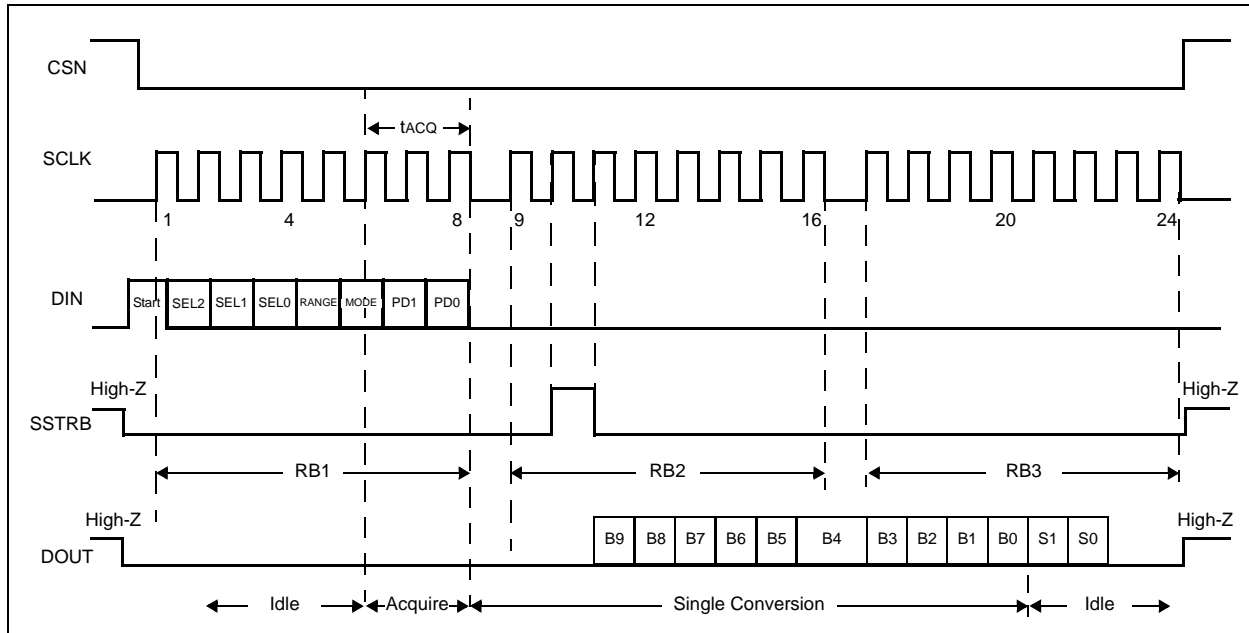 CSN
tACQ
SCLK
1 4 8 9 12 16 20 24
DIN
Start SEL2 SEL1 SEL0 RANGE MODE PD1 PD0
High-Z High-Z
SSTRB
RB1 RB2 RB3
High-Z High-Z
DOUT
B9 B8 B7 B6 B5 B4 B3 B2 B1 B0 S1 S0
Idle Acquire Single Conversion Idle